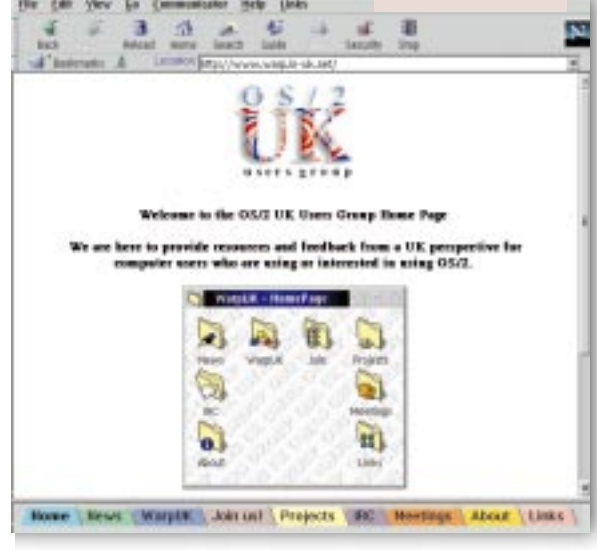 File Edit View Go Communicator Help Links
Back Reload Home Search Guide Security Stop
Bookmarks Location: http://www.warp.in-uk.net/
OS/2
UK
users group
Welcome to the OS/2 UK Users Group Home Page
We are here to provide resources and feedback from a UK perspective for
computer users who are using or interested in using OS/2.
WarpUK - HomePage
News WarpUK Join Projects
IRC Meetings
About Links
Home News WarpUK Join us! Projects IRC Meetings About Links